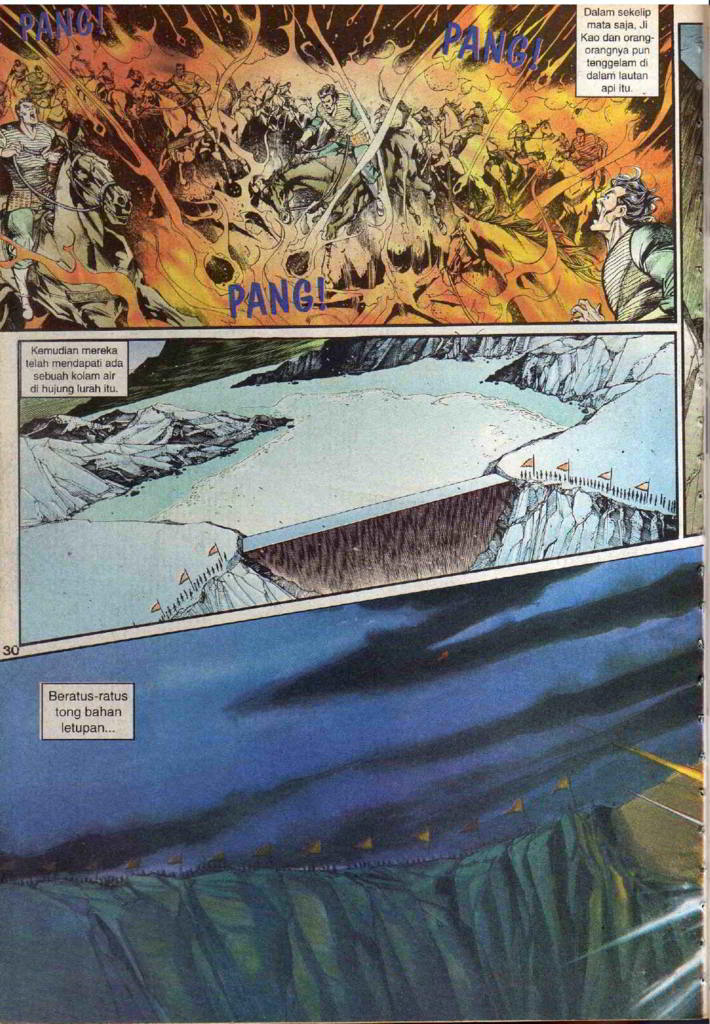 PANG!
PANG!
Dalam sekelip
mata saja, Ji
Kao dan orang-
orangnya pun
tenggelam di
dalam lautan
api itu.
PANG!
Kemudian mereka
telah mendapati ada
sebuah kolam air
di hujung lurah itu.
30
Beratus-ratus
tong bahan
letupan...